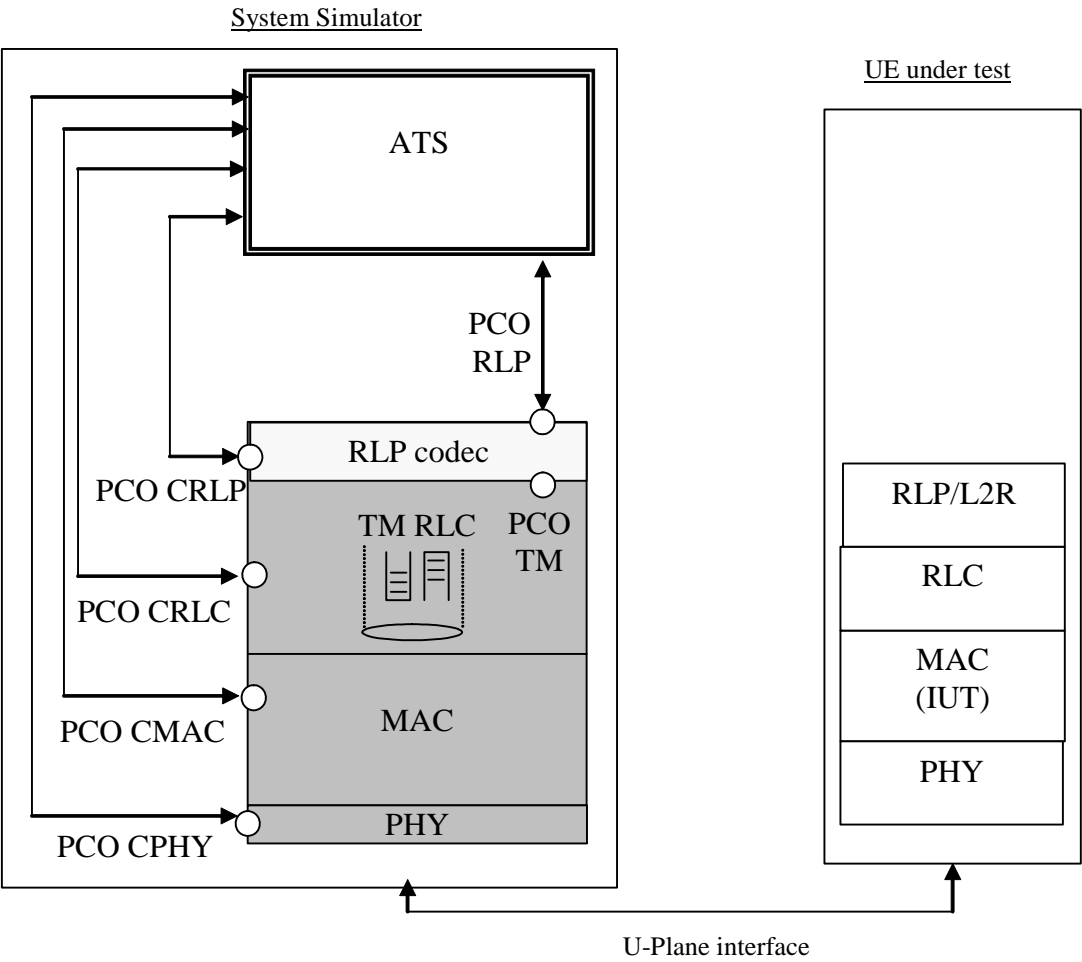 System Simulator
UE under test
ATS
PCO
RLP
RLP codec
PCO CRLP
TM RLC
PCO
TM
PCO CRLC
MAC
PCO CMAC
PHY
PCO CPHY
RLP/L2R
RLC
MAC
(IUT)
PHY
U-Plane interface